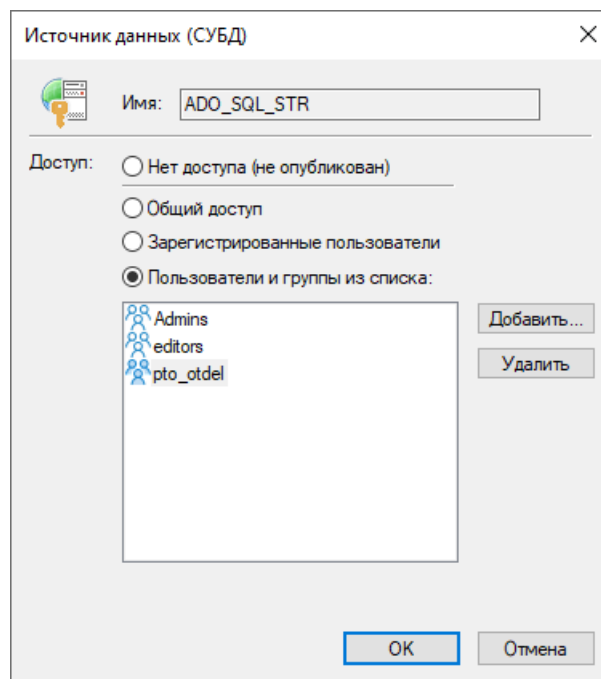 Источник данных (СУБД)
Имя: ADO_SQL_STR
Доступ: Нет доступа (не опубликован)
Общий доступ
Зарегистрированные пользователи
Пользователи и группы из списка:
Admins
editors
pto_otdel
Добавить...
Удалить
OK
Отмена